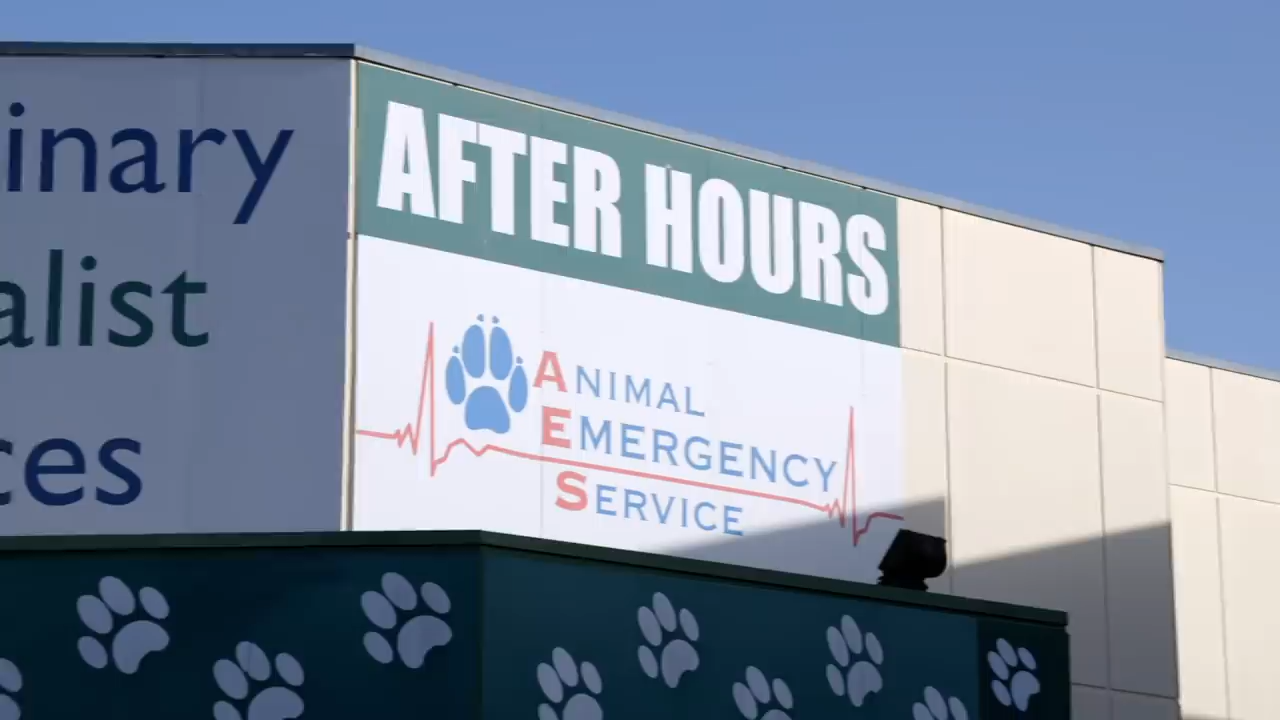 inary
alist
ces
AFTER HOURS
ANIMAL
EMERGENCY
SERVICE